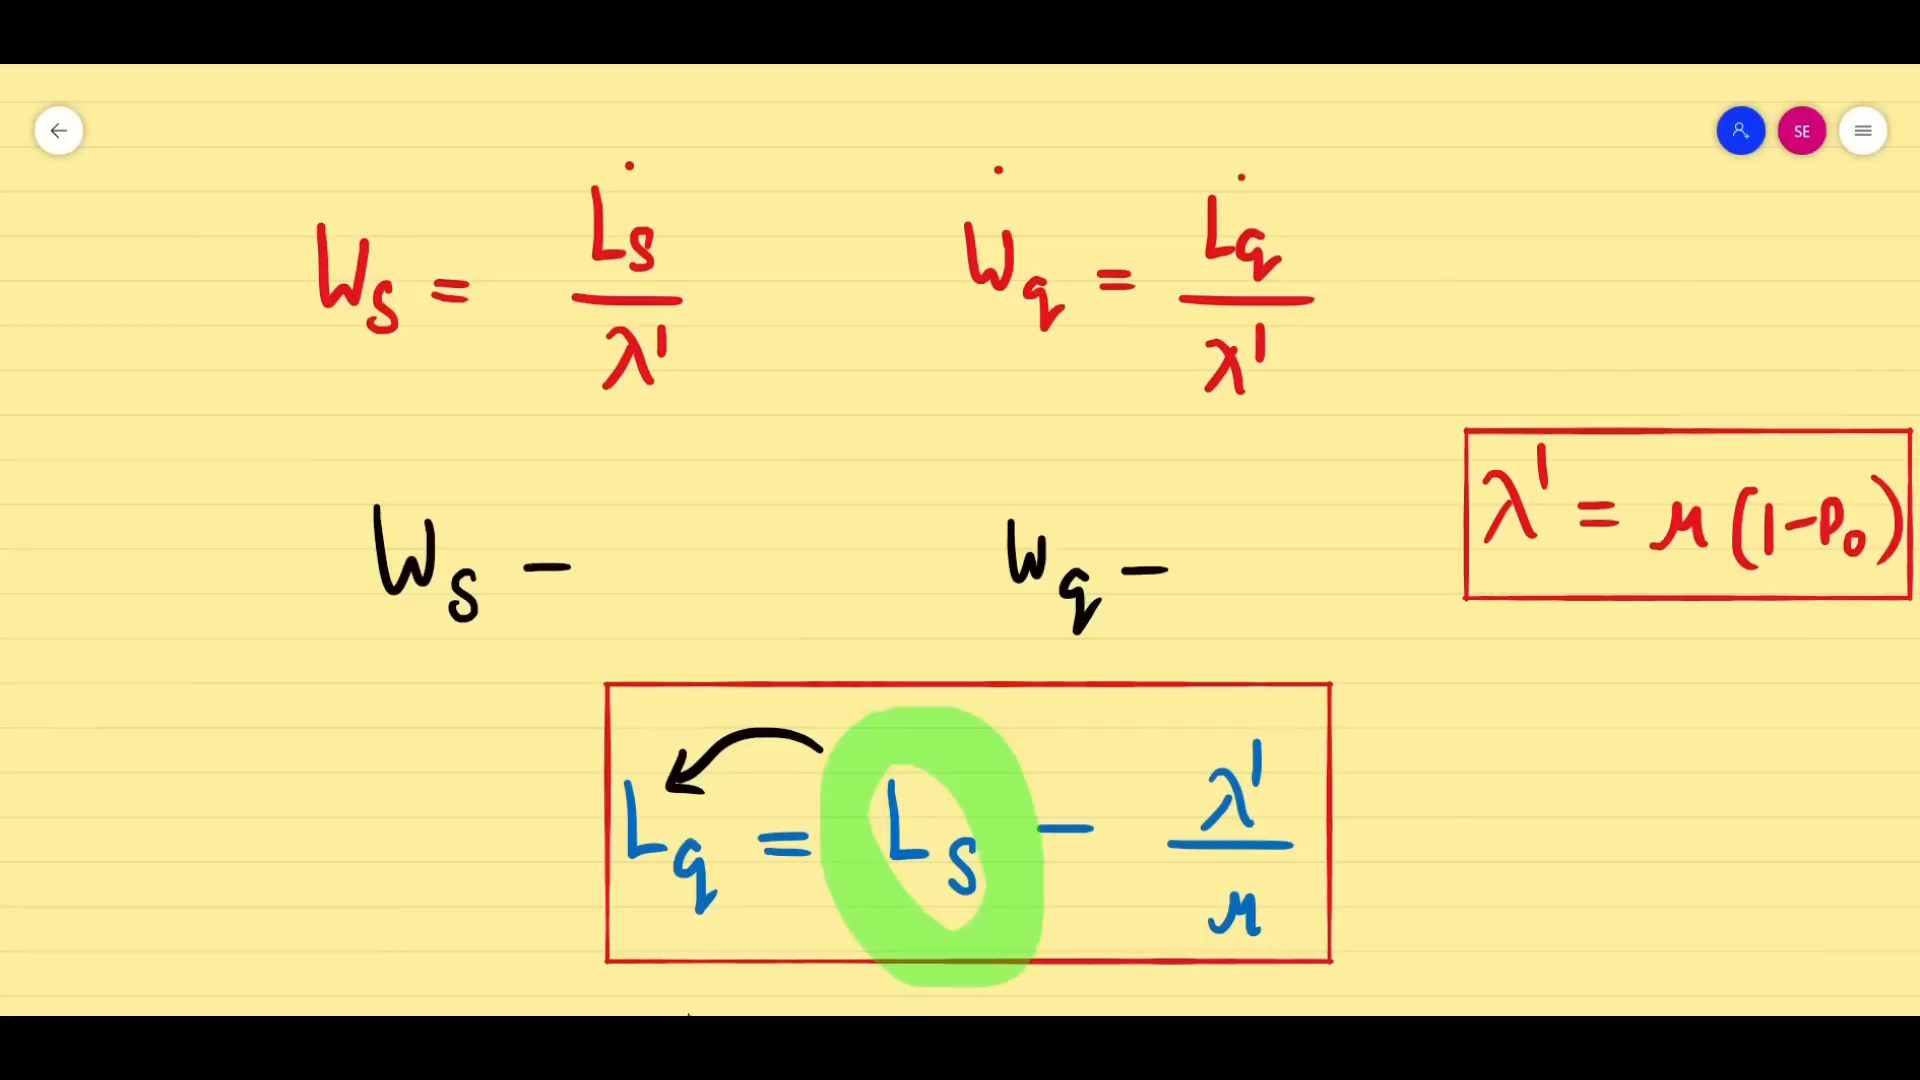 SE
Ws = Ls / λ' Wq = Lq / λ'
λ' = μ (1-P₀)
Ws - Wq -
Lq = Ls - λ' / μ